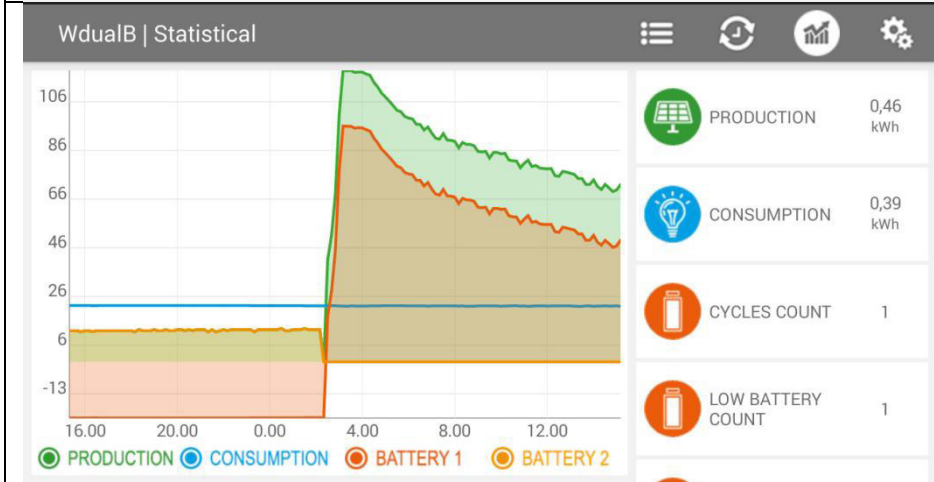 WdualB | Statistical
106
86
66
46
26
6
-13
16.00 20.00 0.00 4.00 8.00 12.00
PRODUCTION CONSUMPTION BATTERY 1 BATTERY 2
PRODUCTION
0,46
kWh
CONSUMPTION
0,39
kWh
CYCLES COUNT
1
LOW BATTERY
COUNT
1